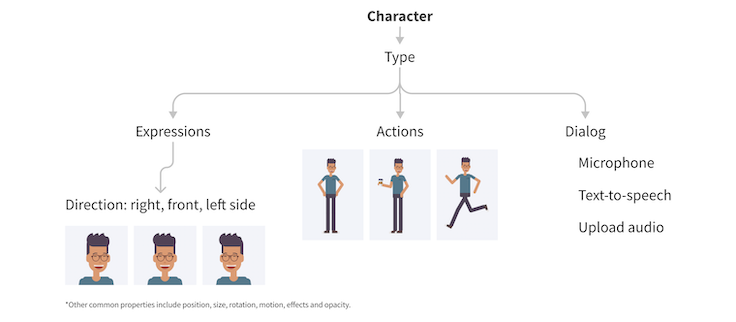 Character
Type
Expressions
Actions
Dialog
Microphone
Text-to-speech
Upload audio
Direction: right, front, left side
*Other common properties include position, size, rotation, motion, effects and opacity.